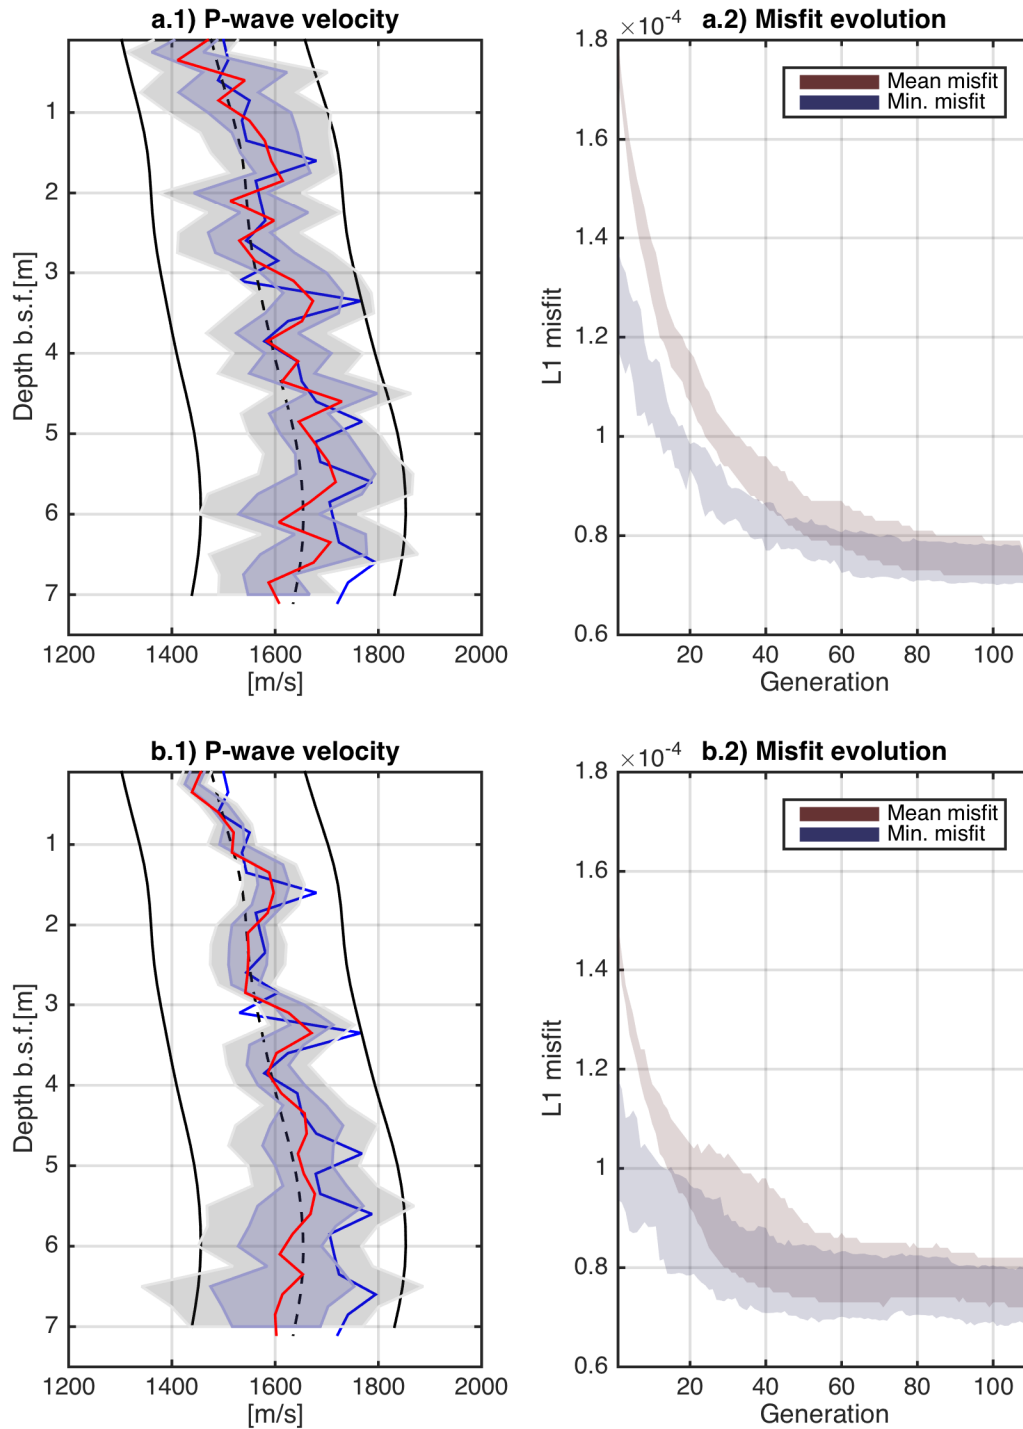 a.1) P-wave velocity
1
2
3
4
5
6
7
Depth b.s.f.[m]
1200 1400 1600 1800 2000
[m/s]
×10-4 a.2) Misfit evolution
1.8
1.6
1.4
1.2
1
0.8
0.6
L1 misfit
Mean misfit
Min. misfit
20 40 60 80 100
Generation
b.1) P-wave velocity
1
2
3
4
5
6
7
Depth b.s.f.[m]
1200 1400 1600 1800 2000
[m/s]
×10-4 b.2) Misfit evolution
1.8
1.6
1.4
1.2
1
0.8
0.6
L1 misfit
Mean misfit
Min. misfit
20 40 60 80 100
Generation